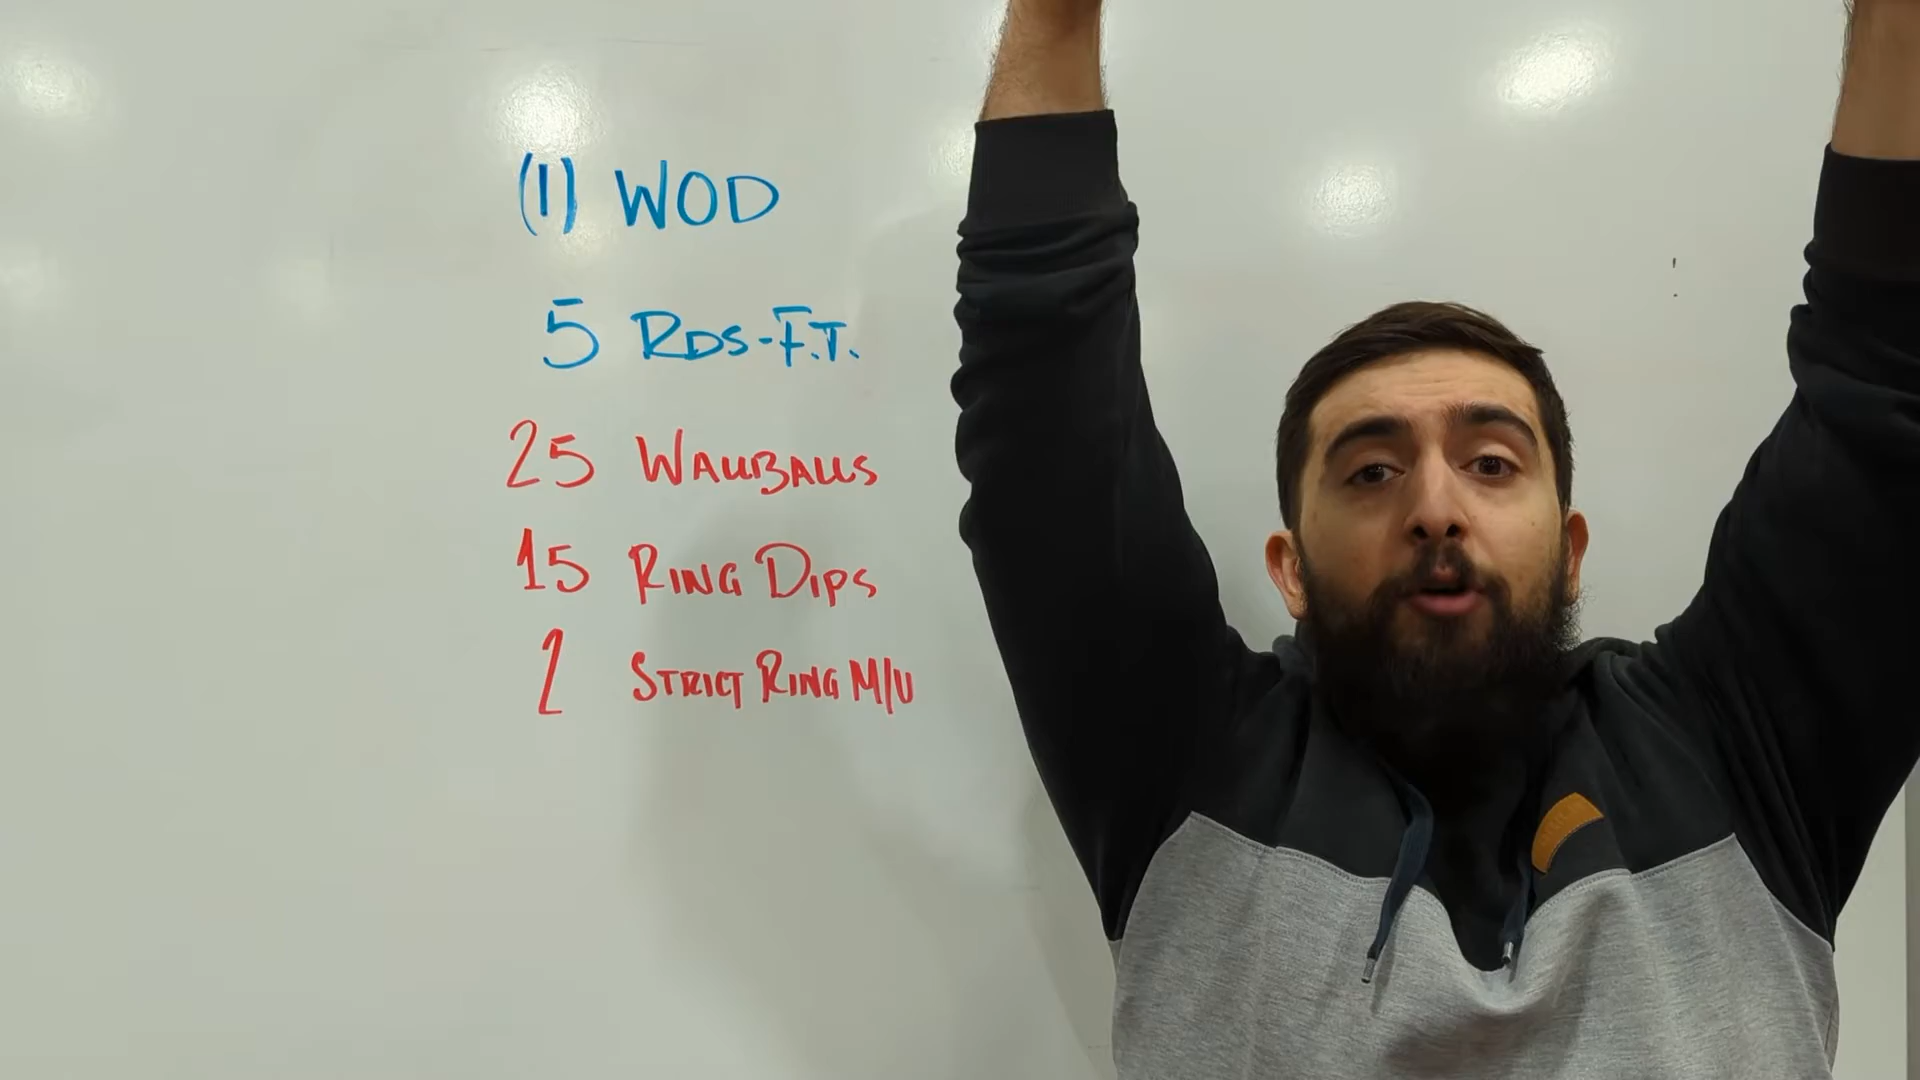 (1) WOD
5 RDS-F.T.
25 WALLBALLS
15 RING DIPS
2 STRICT RING M/U